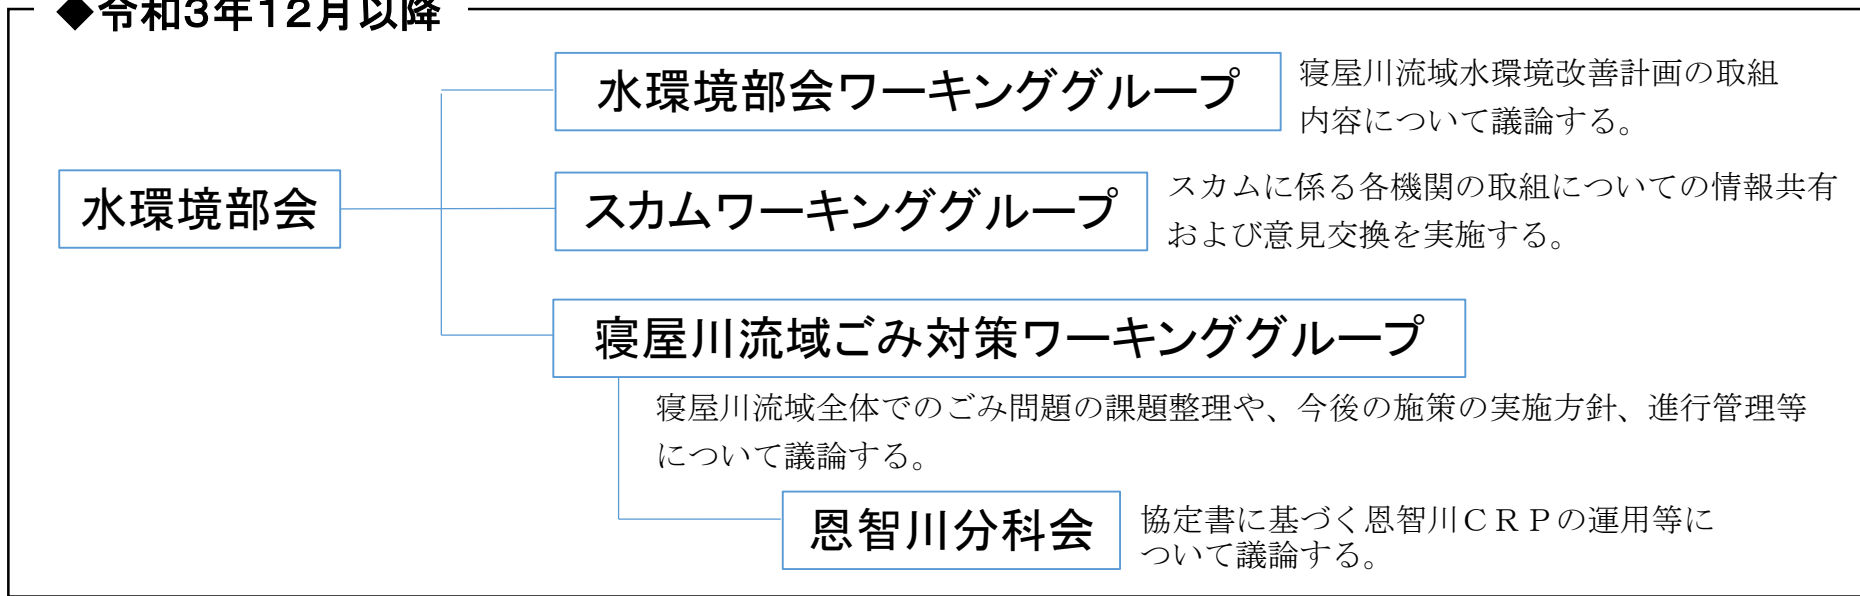 ◆令和3年12月以降
水環境部会ワーキンググループ
寝屋川流域水環境改善計画の取組
内容について議論する。
水環境部会
スカムワーキンググループ
スカムに係る各機関の取組についての情報共有
および意見交換を実施する。
寝屋川流域ごみ対策ワーキンググループ
寝屋川流域全体でのごみ問題の課題整理や、今後の施策の実施方針、進行管理等
について議論する。
恩智川分科会
協定書に基づく恩智川ＣＲＰの運用等に
ついて議論する。